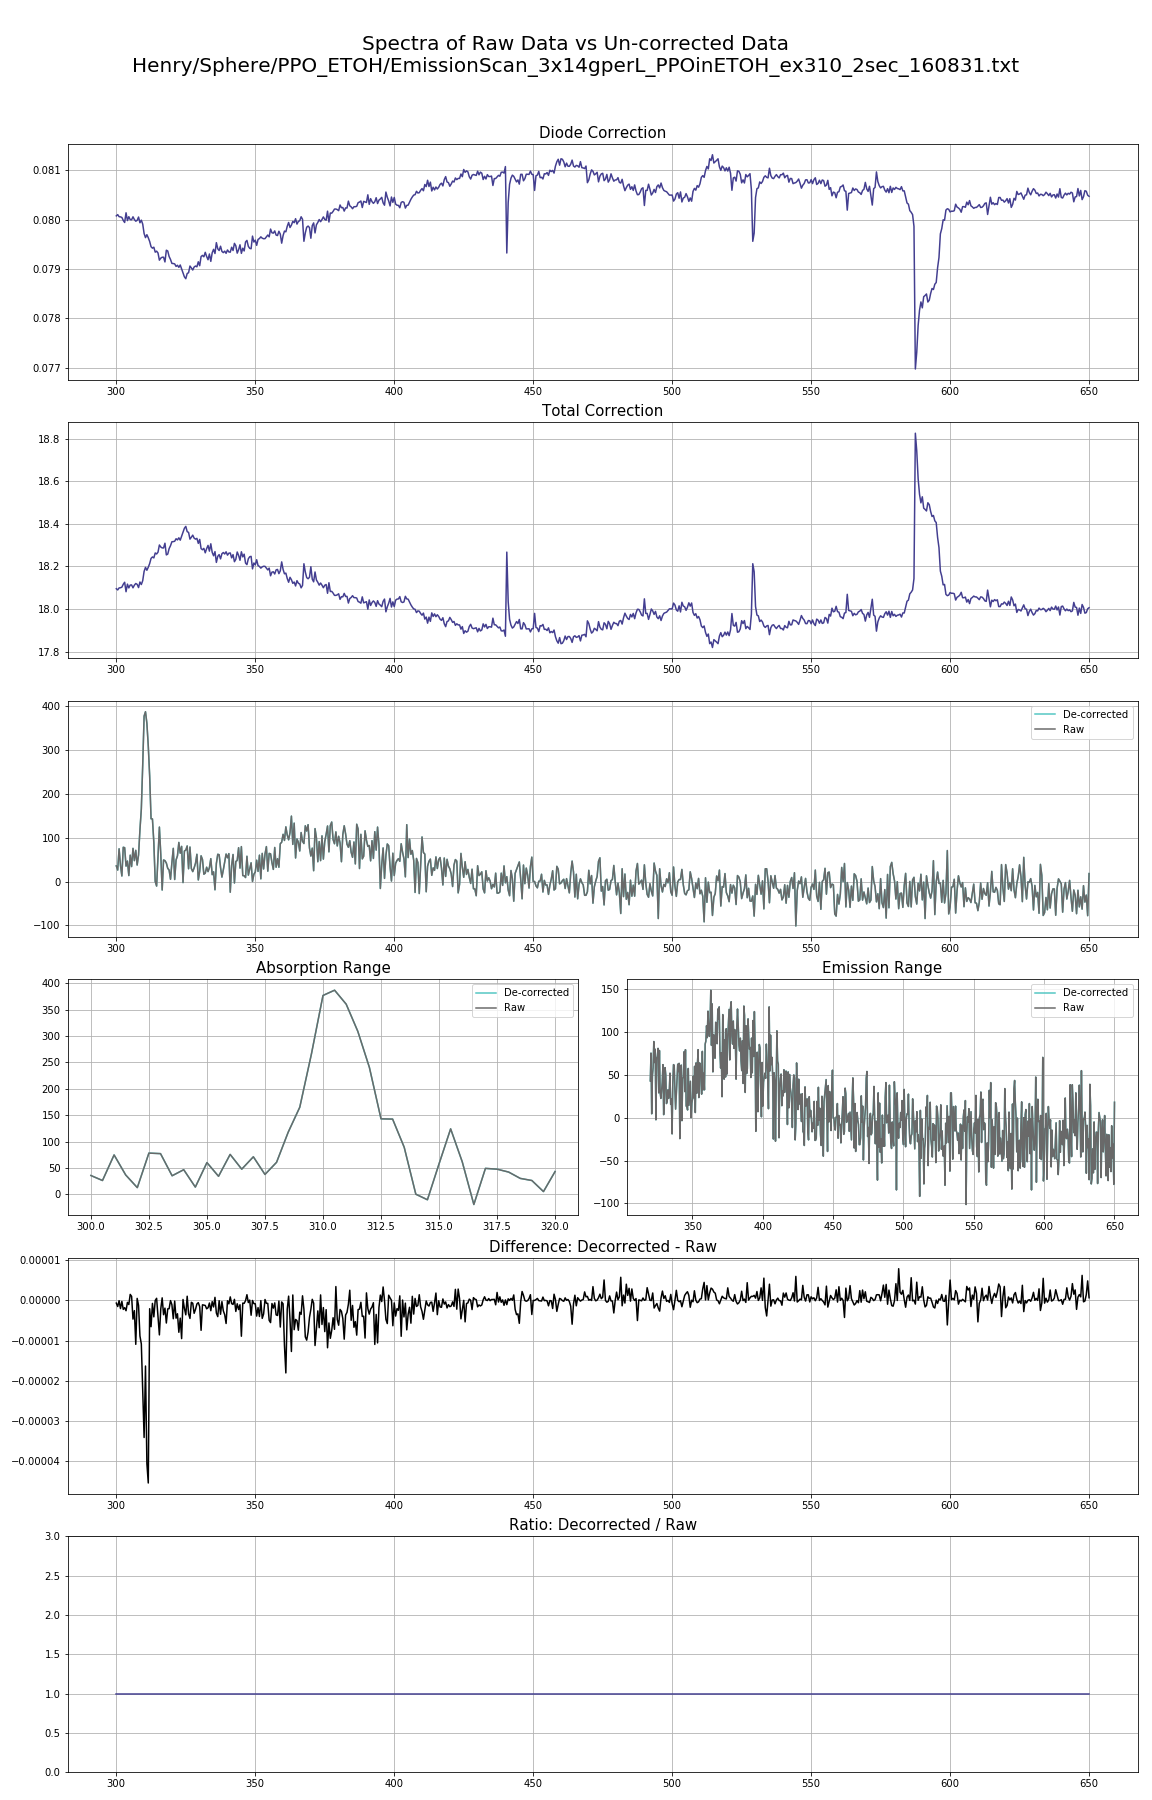 Spectra of Raw Data vs Un-corrected Data
Henry/Sphere/PPO_ETOH/EmissionScan_3x14gperL_PPOinETOH_ex310_2sec_160831.txt
Diode Correction
0.081
0.080
0.079
0.078
0.077
300 350 400 450 500 550 600 650
Total Correction
18.8
18.6
18.4
18.2
18.0
17.8
300 350 400 450 500 550 600 650
400
300
200
100
0
−100
De-corrected
Raw
300 350 400 450 500 550 600 650
Absorption Range
400
350
300
250
200
150
100
50
0
De-corrected
Raw
300.0 302.5 305.0 307.5 310.0 312.5 315.0 317.5 320.0
Emission Range
150
100
50
0
−50
−100
De-corrected
Raw
350 400 450 500 550 600 650
Difference: Decorrected - Raw
0.00001
0.00000
−0.00001
−0.00002
−0.00003
−0.00004
300 350 400 450 500 550 600 650
Ratio: Decorrected / Raw
3.0
2.5
2.0
1.5
1.0
0.5
0.0
300 350 400 450 500 550 600 650